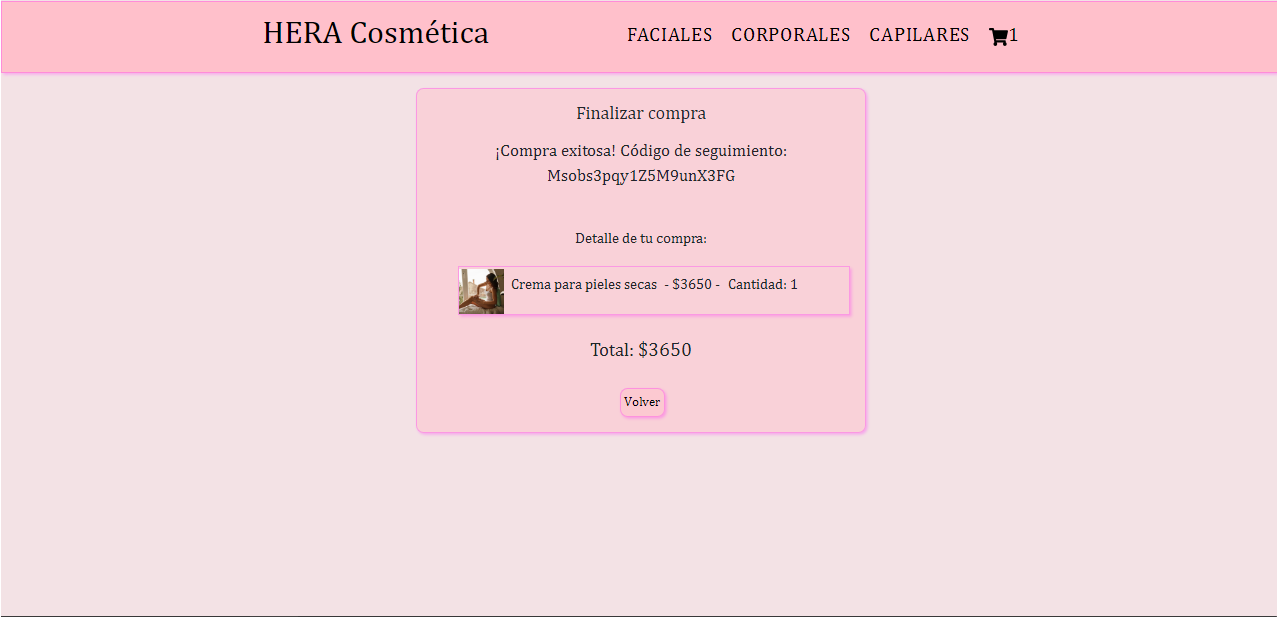 HERA Cosmética
FACIALES CORPORALES CAPILARES 1
Finalizar compra
¡Compra exitosa! Código de seguimiento:
Msobs3pqy1Z5M9unX3FG
Detalle de tu compra:
Crema para pieles secas - $3650 - Cantidad: 1
Total: $3650
Volver